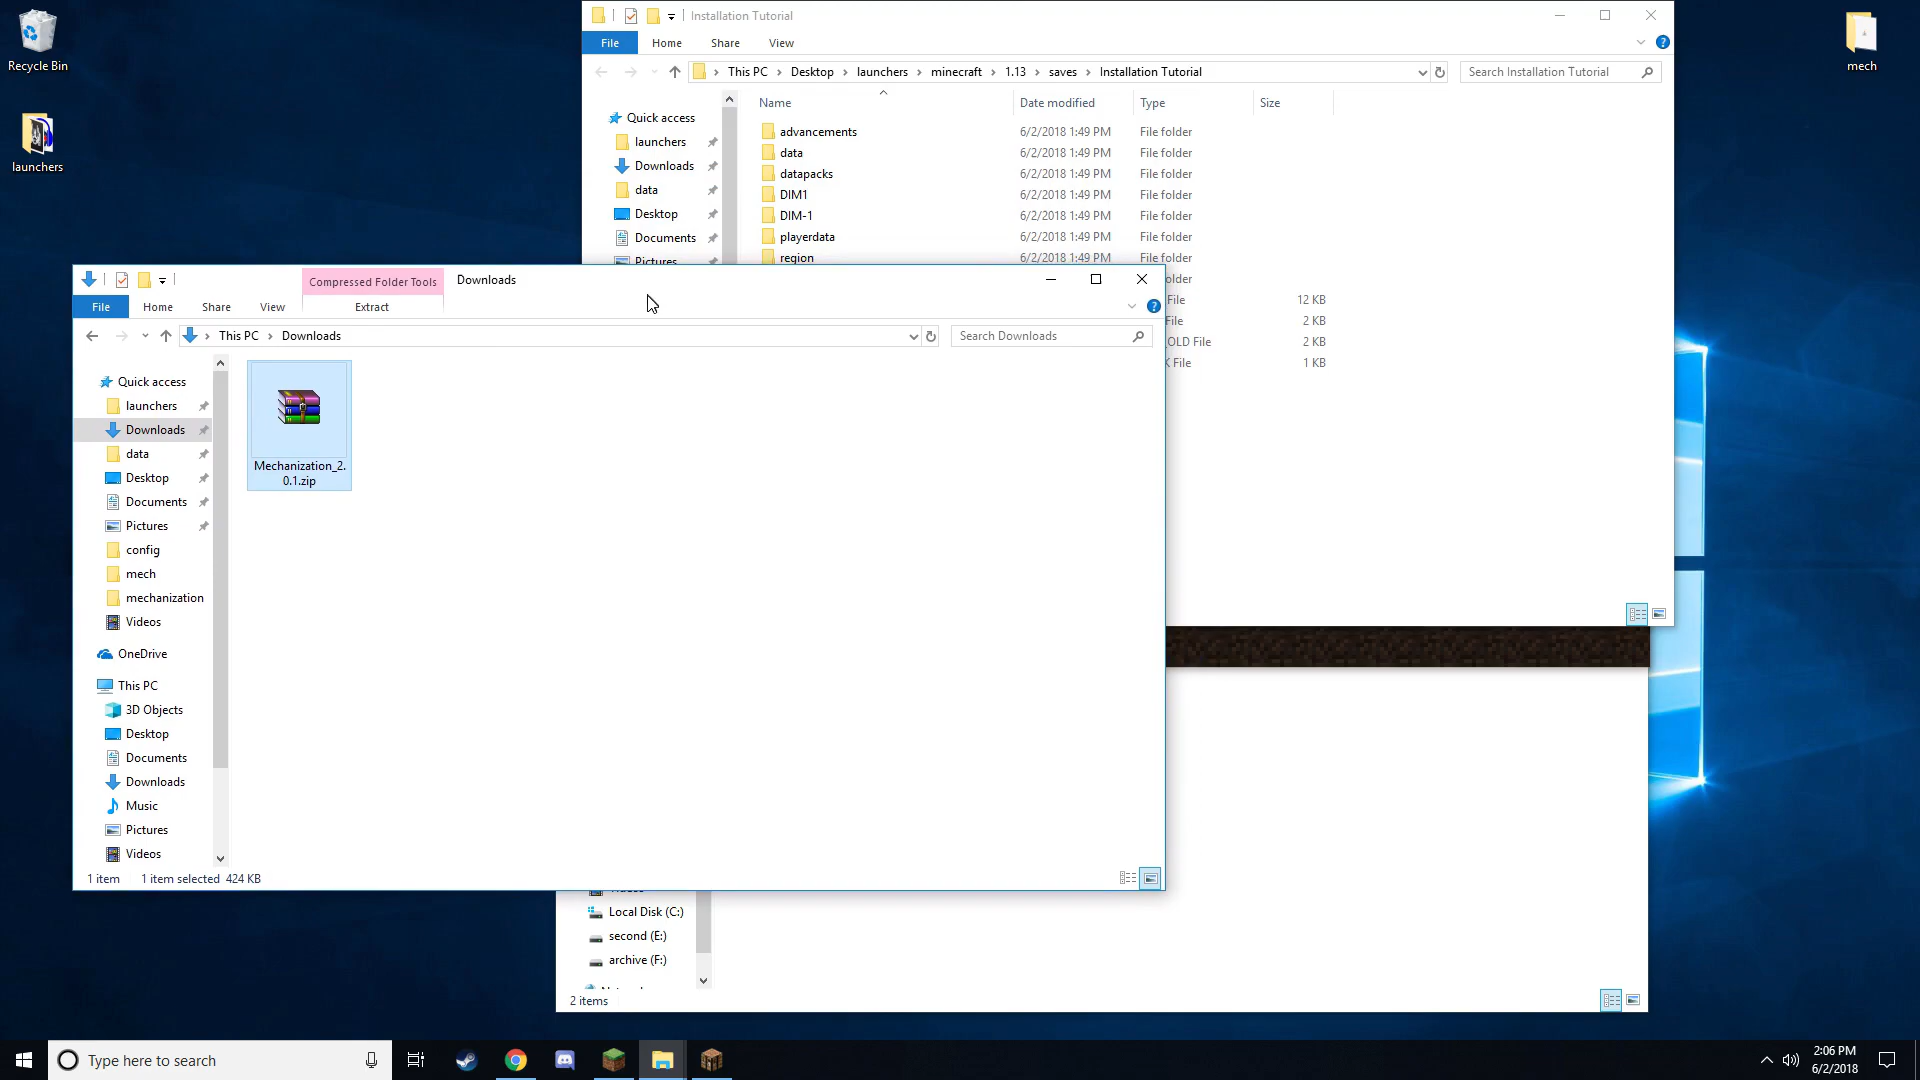 Recycle Bin
launchers
mech
Installation Tutorial
File
Home
Share
View
This PC
Desktop
launchers
minecraft
1.13
saves
Installation Tutorial
Search Installation Tutorial
Name
Date modified
Type
Size
Quick access
launchers
Downloads
data
Desktop
Documents
Pictures
advancements
6/2/2018 1:49 PM
File folder
data
6/2/2018 1:49 PM
File folder
datapacks
6/2/2018 1:49 PM
File folder
DIM1
6/2/2018 1:49 PM
File folder
DIM-1
6/2/2018 1:49 PM
File folder
playerdata
6/2/2018 1:49 PM
File folder
region
6/2/2018 1:49 PM
File folder
older
File
12 KB
File
2 KB
OLD File
2 KB
K File
1 KB
Compressed Folder Tools
Downloads
File
Home
Share
View
Extract
This PC
Downloads
Search Downloads
Quick access
launchers
Downloads
data
Desktop
Documents
Pictures
config
mech
mechanization
Videos
OneDrive
This PC
3D Objects
Desktop
Documents
Downloads
Music
Pictures
Videos
Mechanization_2.
0.1.zip
1 item
1 item selected 424 KB
Local Disk (C:)
second (E:)
archive (F:)
2 items
Type here to search
2:06 PM
6/2/2018